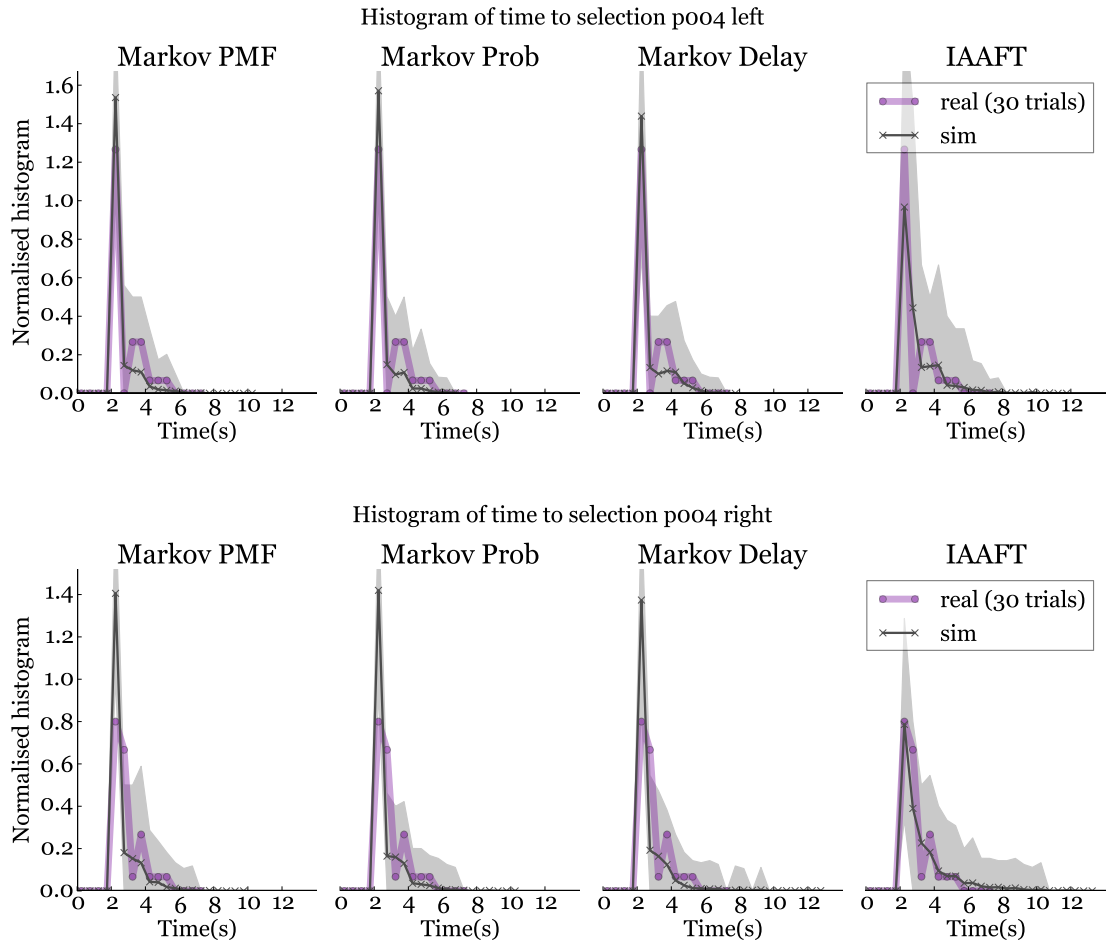 Histogram of time to selection p004 left
Markov PMF Markov Prob Markov Delay IAAFT
real (30 trials)
sim
Normalised histogram
1.6
1.4
1.2
1.0
0.8
0.6
0.4
0.2
0.0
0 2 4 6 8 10 12 0 2 4 6 8 10 12 0 2 4 6 8 10 12 0 2 4 6 8 10 12
Time(s) Time(s) Time(s) Time(s)
Histogram of time to selection p004 right
Markov PMF Markov Prob Markov Delay IAAFT
real (30 trials)
sim
Normalised histogram
1.4
1.2
1.0
0.8
0.6
0.4
0.2
0.0
0 2 4 6 8 10 12 0 2 4 6 8 10 12 0 2 4 6 8 10 12 0 2 4 6 8 10 12
Time(s) Time(s) Time(s) Time(s)